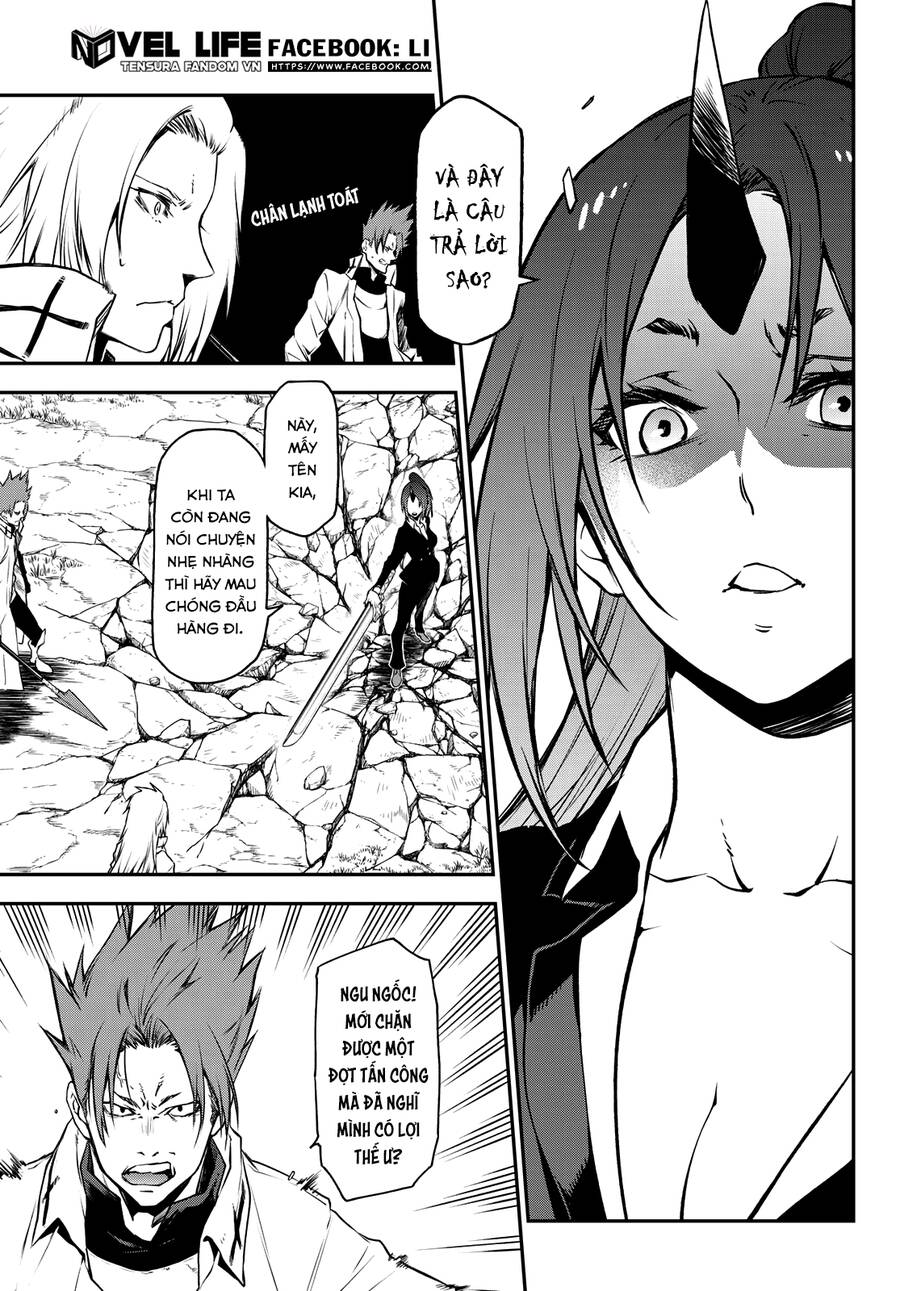 NOVEL LIFE FACEBOOK: LI
TENSURA FANDOM VN HTTPS://WWW.FACEBOOK.COM/
VÀ ĐÂY
LÀ CÂU
TRẢ LỜI
SAO?
CHÂN LẠNH TOÁT
NÀY,
MẤY
TÊN
KIA,
KHI TA
CÒN ĐANG
NÓI CHUYỆN
NHẸ NHÀNG
THÌ HÃY MAU
CHÓNG ĐẦU
HÀNG ĐI.
NGU NGỐC!
MỚI CHẶN
ĐƯỢC MỘT
ĐỢT TẤN CÔNG
MÀ ĐÃ NGHĨ
MÌNH CÓ LỢI
THẾ Ư?